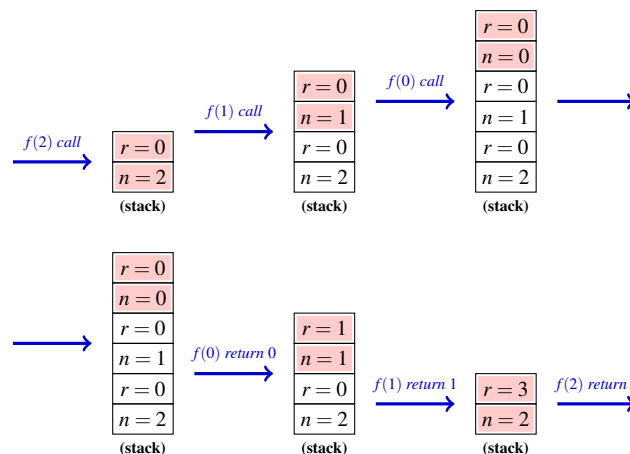 f(2) call
r = 0
n = 2
(stack)
f(1) call
r = 0
n = 1
r = 0
n = 2
(stack)
f(0) call
r = 0
n = 0
r = 0
n = 1
r = 0
n = 2
(stack)
r = 0
n = 0
r = 0
n = 1
r = 0
n = 2
(stack)
f(0) return 0
r = 1
n = 1
r = 0
n = 2
(stack)
f(1) return 1
r = 3
n = 2
(stack)
f(2) return